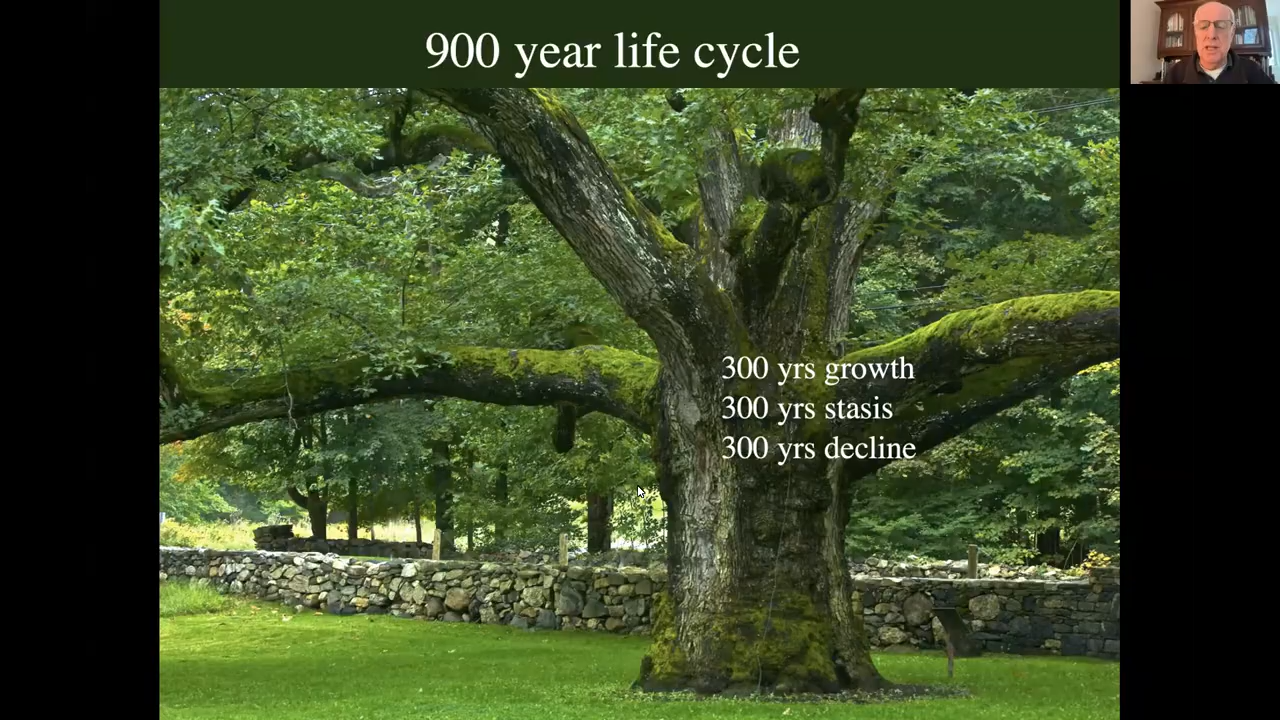 900 year life cycle
300 yrs growth
300 yrs stasis
300 yrs decline